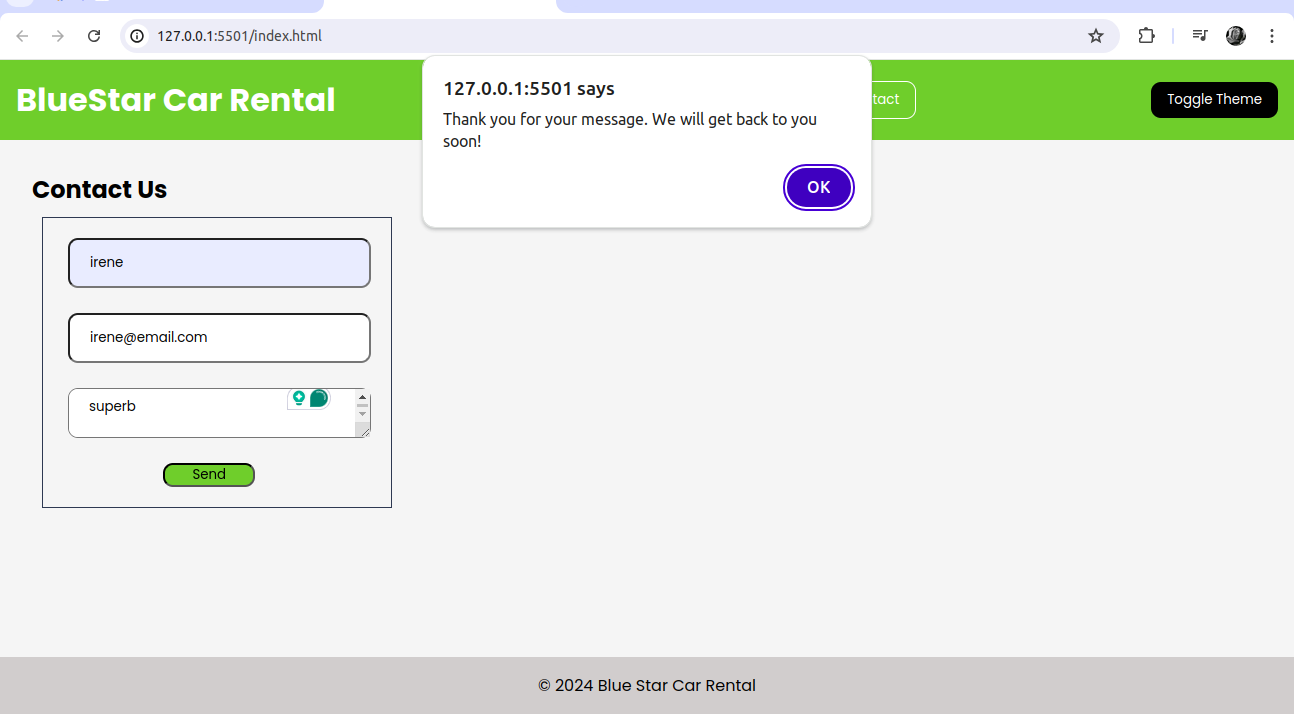 127.0.0.1:5501/index.html
BlueStar Car Rental
tact
Toggle Theme
127.0.0.1:5501 says
Thank you for your message. We will get back to you
soon!
OK
Contact Us
irene
irene@email.com
superb
Send
© 2024 Blue Star Car Rental